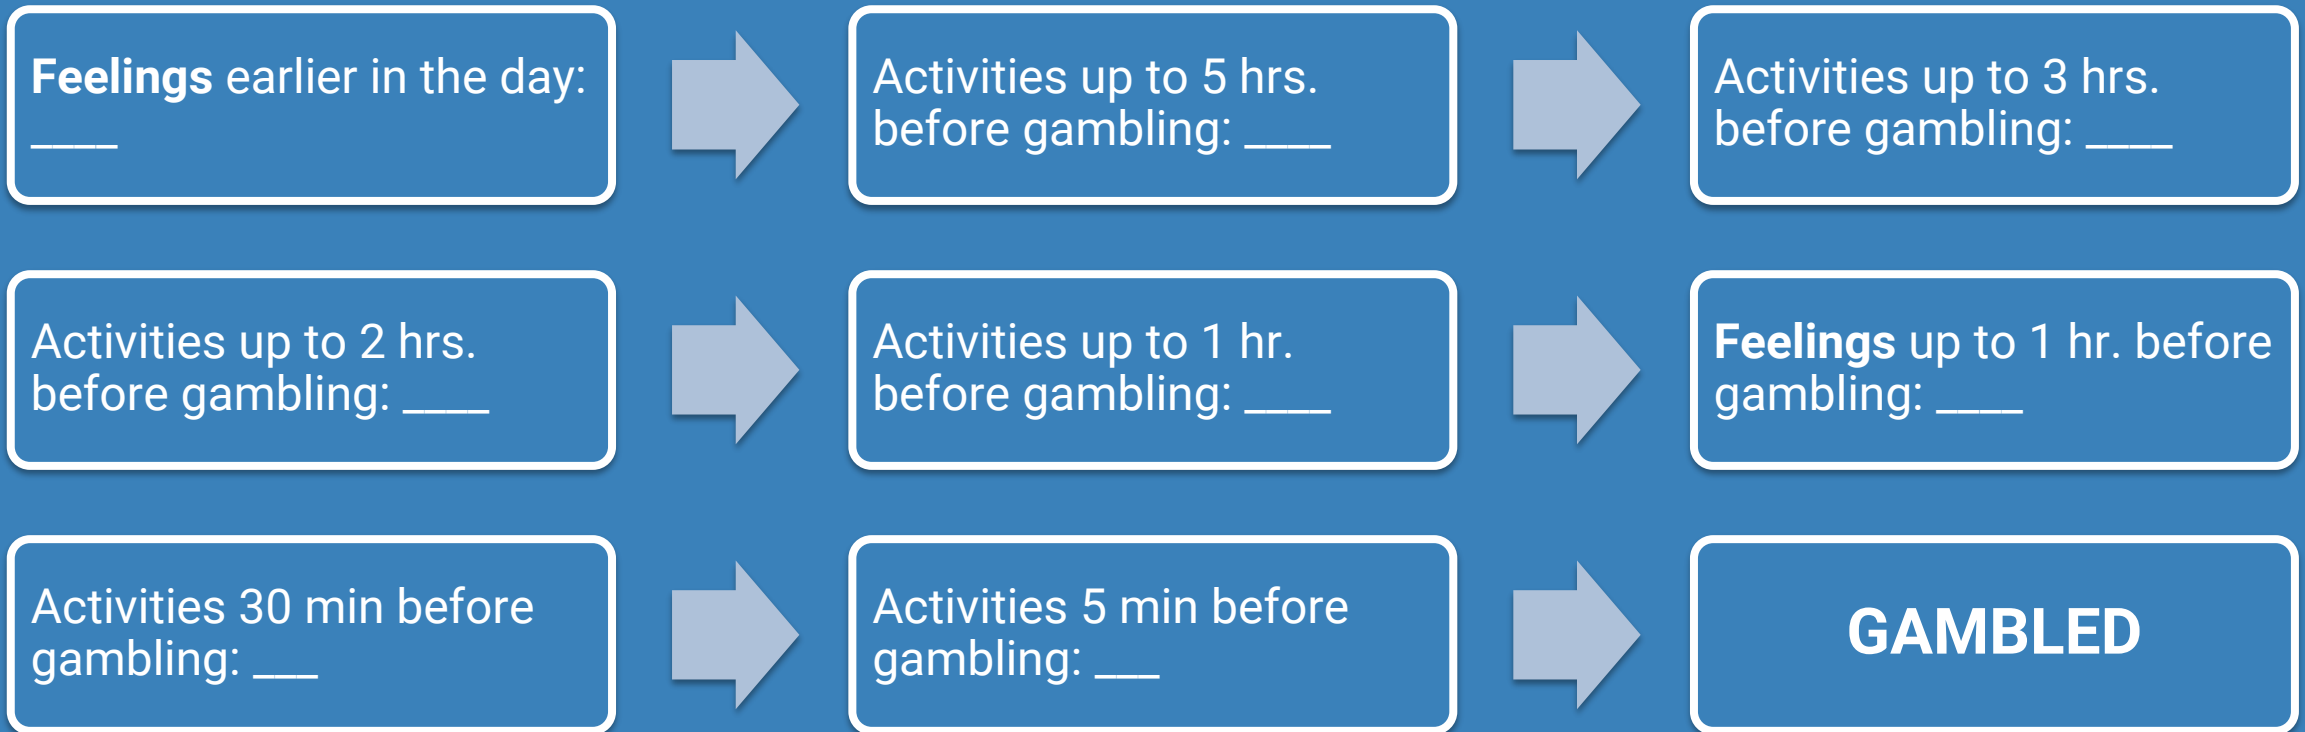 Feelings earlier in the day:
____
Activities up to 5 hrs.
before gambling: ____
Activities up to 3 hrs.
before gambling: ____
Activities up to 2 hrs.
before gambling: ____
Activities up to 1 hr.
before gambling: ____
Feelings up to 1 hr. before
gambling: ____
Activities 30 min before
gambling: ___
Activities 5 min before
gambling: ___
GAMBLED